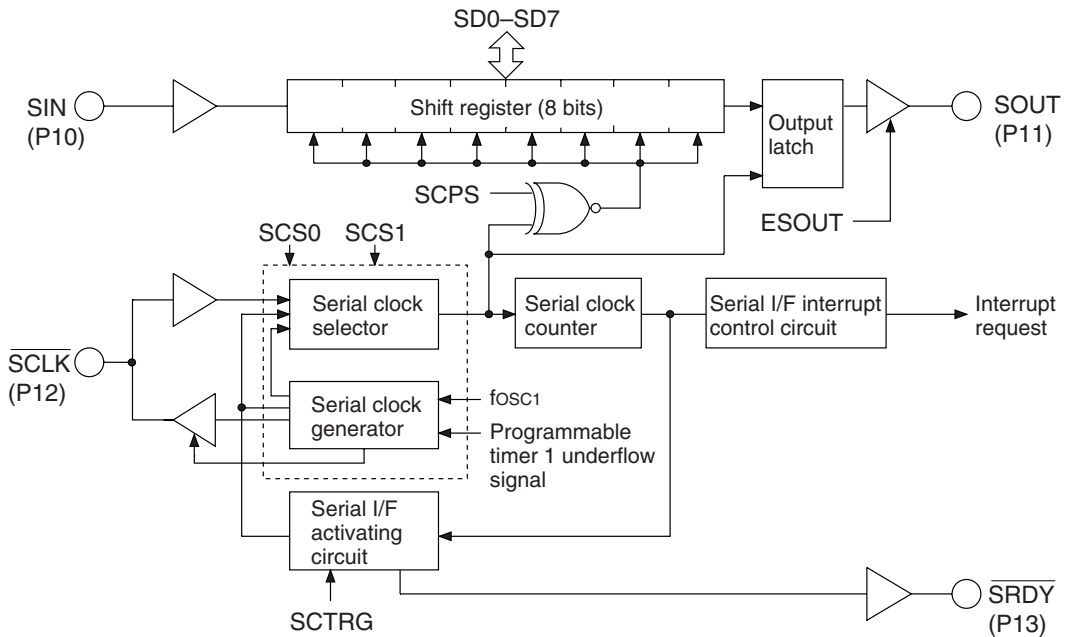 SD0–SD7
SIN
(P10)
Shift register (8 bits)
Output
latch
SOUT
(P11)
SCPS
ESOUT
SCS0
SCS1
Serial clock
selector
Serial clock
counter
Serial I/F interrupt
control circuit
Interrupt
request
SCLK
(P12)
Serial clock
generator
fOSC1
Programmable
timer 1 underflow
signal
Serial I/F
activating
circuit
SCTRG
SRDY
(P13)